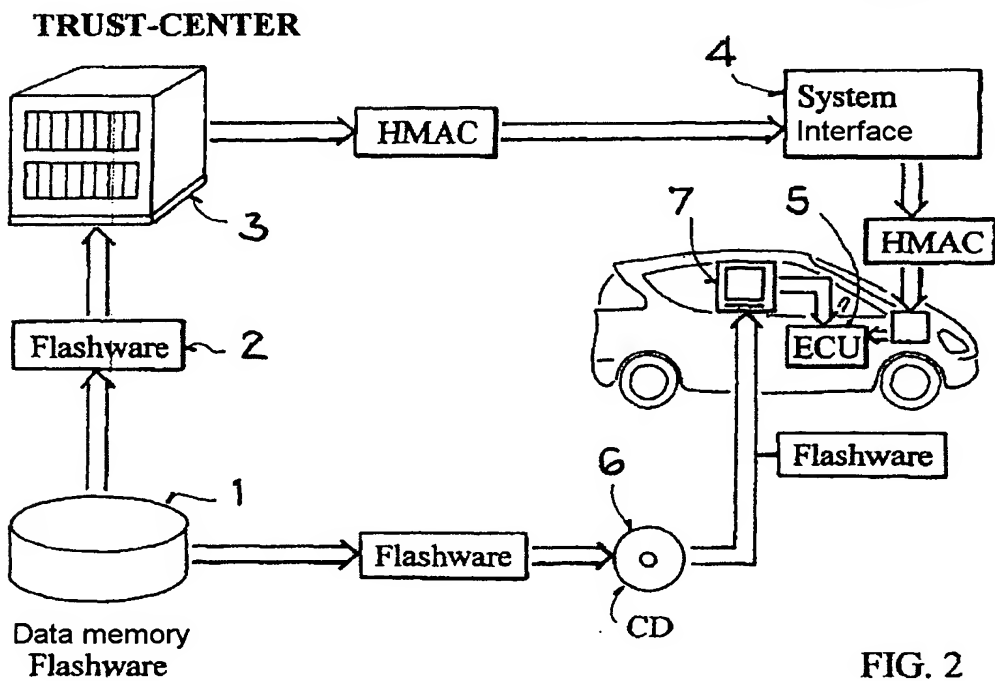 TRUST-CENTER
4
System
Interface
HMAC
3
7
5
HMAC
Flashware
2
ECU
1
6
Flashware
Flashware
CD
Data memory
Flashware
FIG. 2